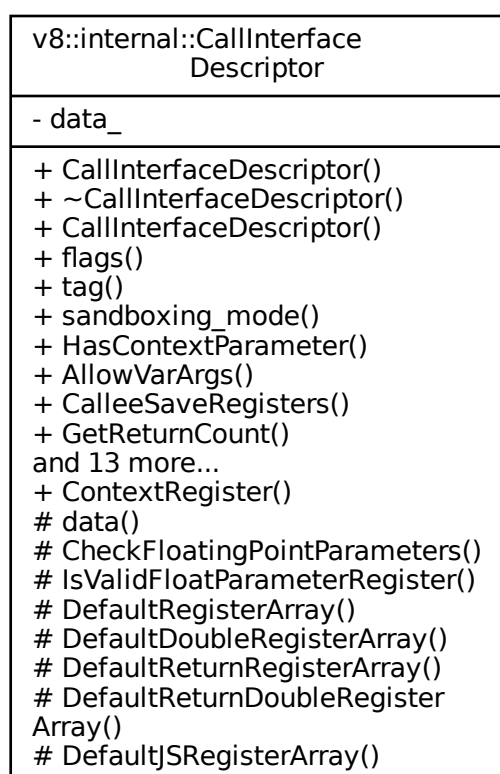 v8::internal::CallInterface
Descriptor
- data_
+ CallInterfaceDescriptor()
+ ~CallInterfaceDescriptor()
+ CallInterfaceDescriptor()
+ flags()
+ tag()
+ sandboxing_mode()
+ HasContextParameter()
+ AllowVarArgs()
+ CalleeSaveRegisters()
+ GetReturnCount()
and 13 more...
+ ContextRegister()
# data()
# CheckFloatingPointParameters()
# IsValidFloatParameterRegister()
# DefaultRegisterArray()
# DefaultDoubleRegisterArray()
# DefaultReturnRegisterArray()
# DefaultReturnDoubleRegister
Array()
# DefaultJSRegisterArray()